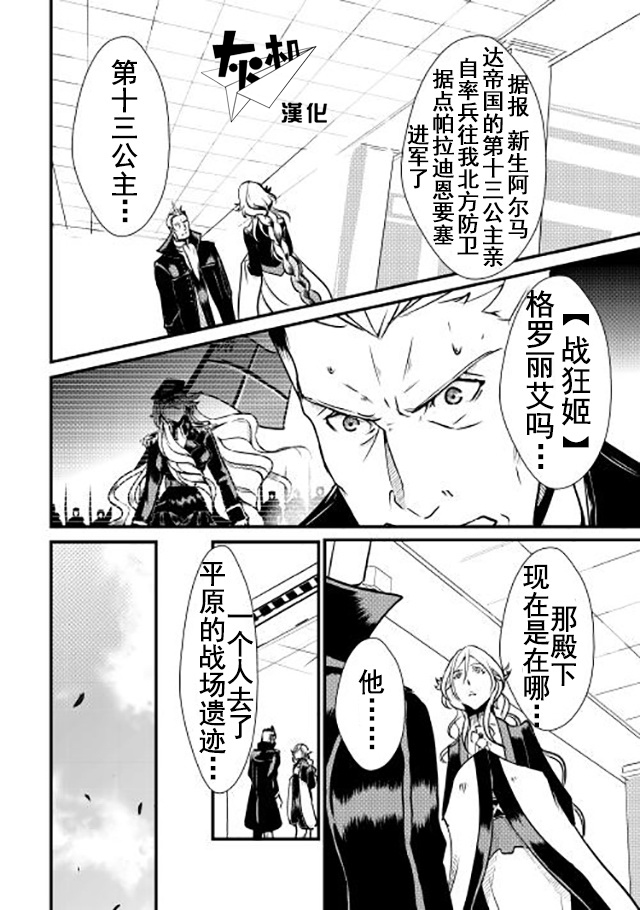 据报 新生阿尔马
达帝国的第十三公主亲
自率兵往我北方防卫
据点帕拉迪恩要塞
进军了
灰机
漢化
第十三公主…
【战狂姬】
格罗丽艾吗…
那殿下
现在是在哪…
他……
一个人去了
平原的战场遗迹…